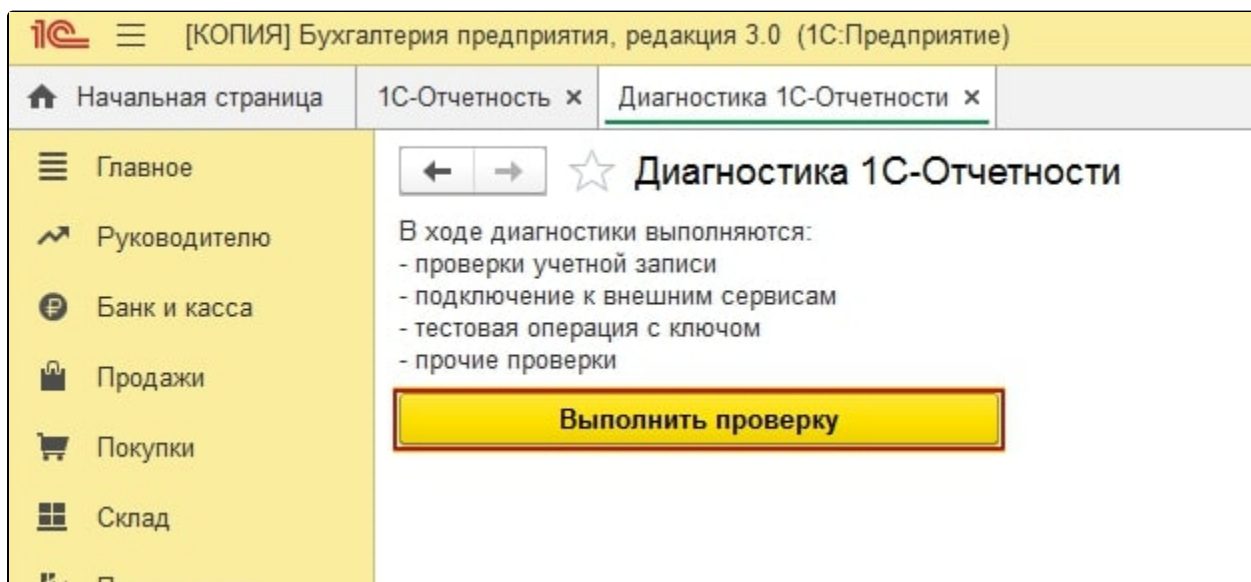 1С [КОПИЯ] Бухгалтерия предприятия, редакция 3.0 (1С:Предприятие)
Начальная страница 1С-Отчетность × Диагностика 1С-Отчетности ×
Главное
Руководителю
Банк и касса
Продажи
Покупки
Склад
Диагностика 1С-Отчетности
В ходе диагностики выполняются:
- проверки учетной записи
- подключение к внешним сервисам
- тестовая операция с ключом
- прочие проверки
Выполнить проверку